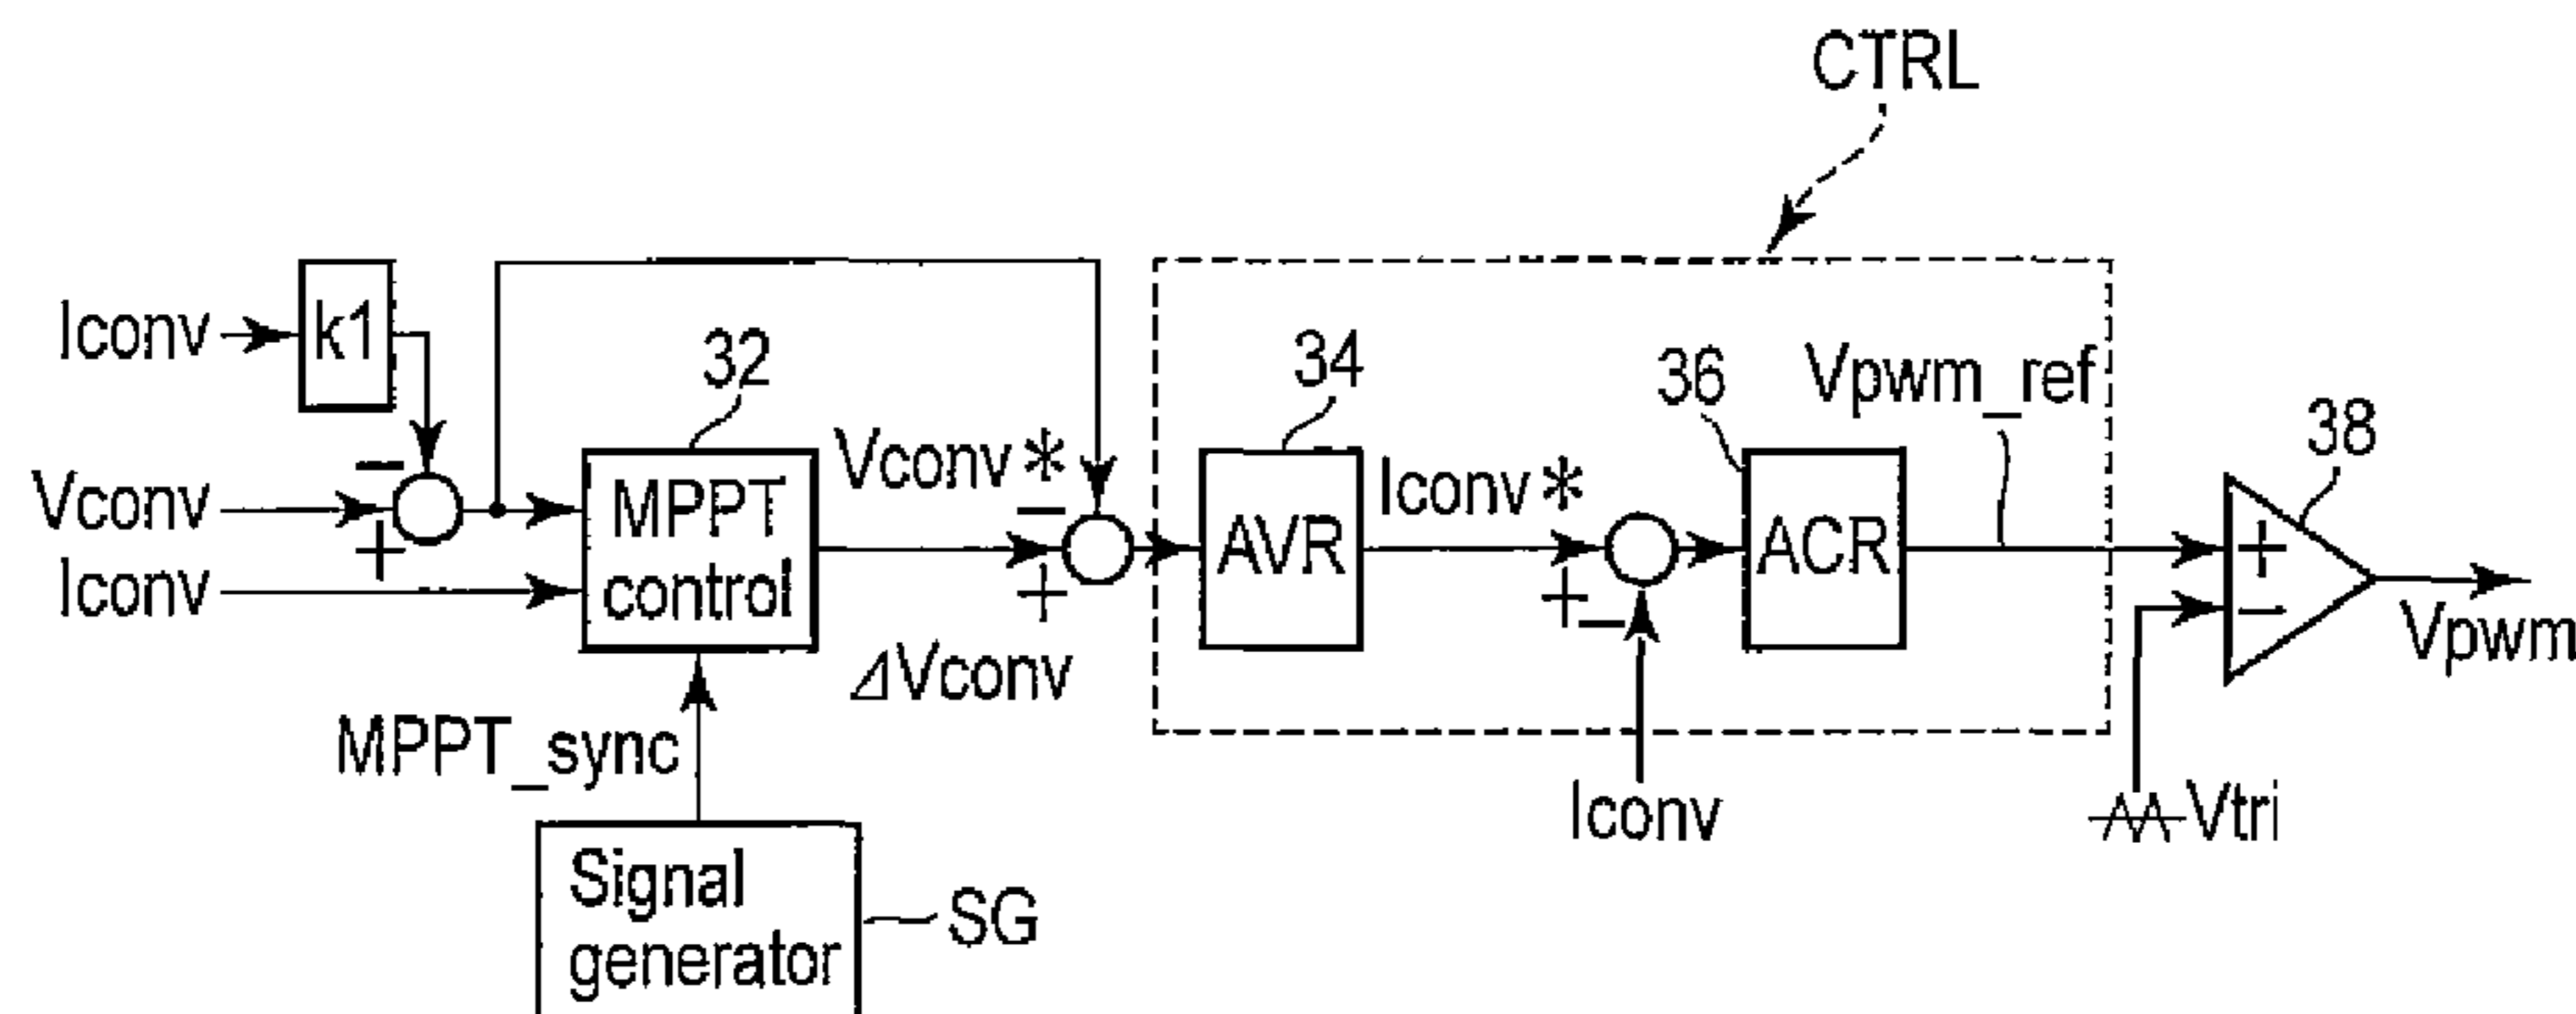 CTRL
Iconv
k1
32
34
36
Vpwm_ref
38
Vconv
Iconv
−
+
MPPT
control
Vconv*
−
+
ΔVconv
AVR
Iconv*
+
−
ACR
+
−
Vpwm
MPPT_sync
Iconv
Vtri
Signal
generator
SG